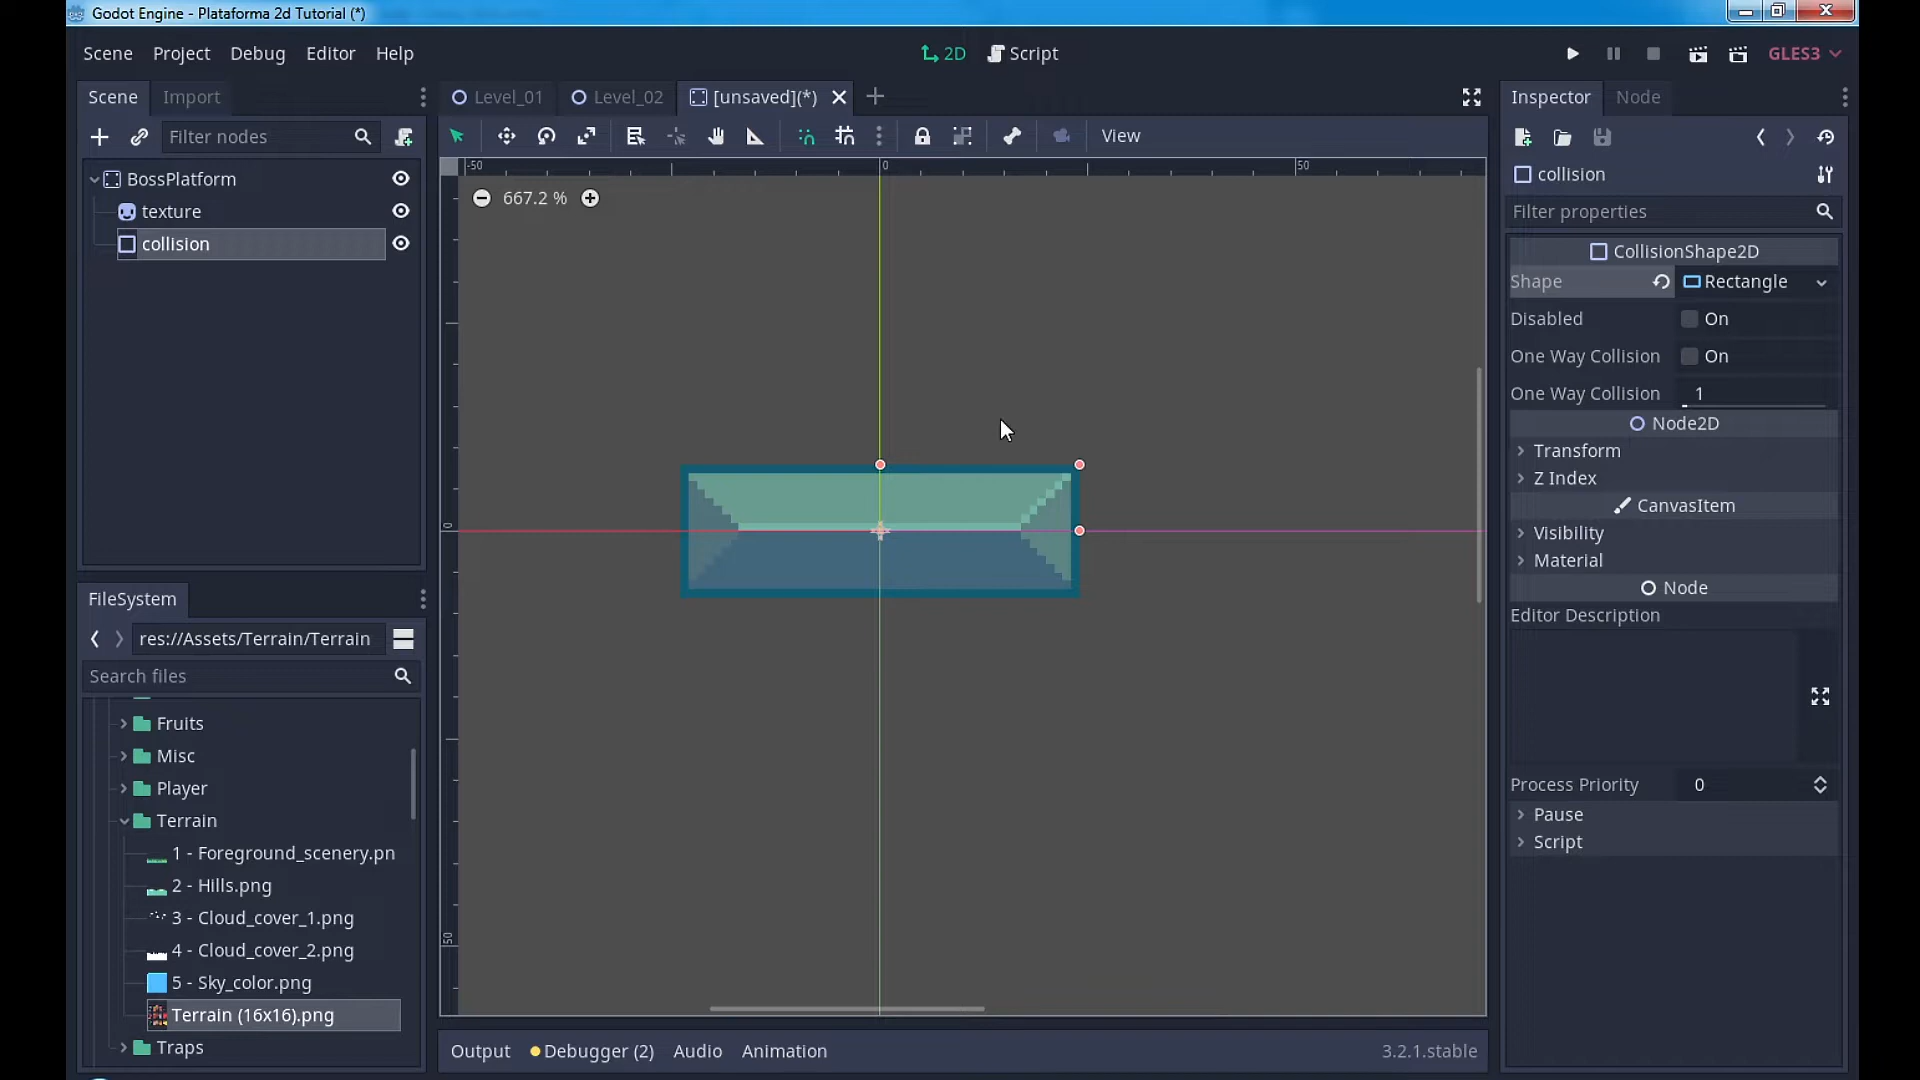 Godot Engine - Plataforma 2d Tutorial (*)
Scene Project Debug Editor Help
2D Script
GLES3
Scene Import
Filter nodes
BossPlatform
texture
collision
FileSystem
res://Assets/Terrain/Terrain
Search files
Fruits
Misc
Player
Terrain
1 - Foreground_scenery.pn
2 - Hills.png
3 - Cloud_cover_1.png
4 - Cloud_cover_2.png
5 - Sky_color.png
Terrain (16x16).png
Traps
Level_01 Level_02 [unsaved](*)
View
-50 0 50
667.2 %
0
50
Output Debugger (2) Audio Animation 3.2.1.stable
Inspector Node
collision
Filter properties
CollisionShape2D
Shape Rectangle
Disabled On
One Way Collision On
One Way Collision 1
Node2D
Transform
Z Index
CanvasItem
Visibility
Material
Node
Editor Description
Process Priority 0
Pause
Script